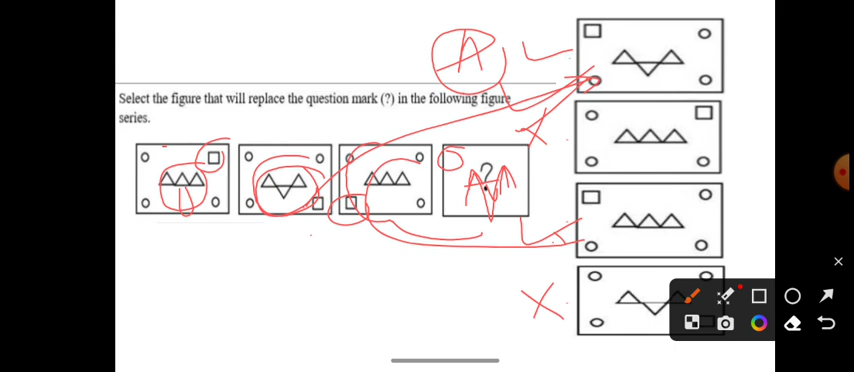 A
Select the figure that will replace the question mark (?) in the following figure
series.
?